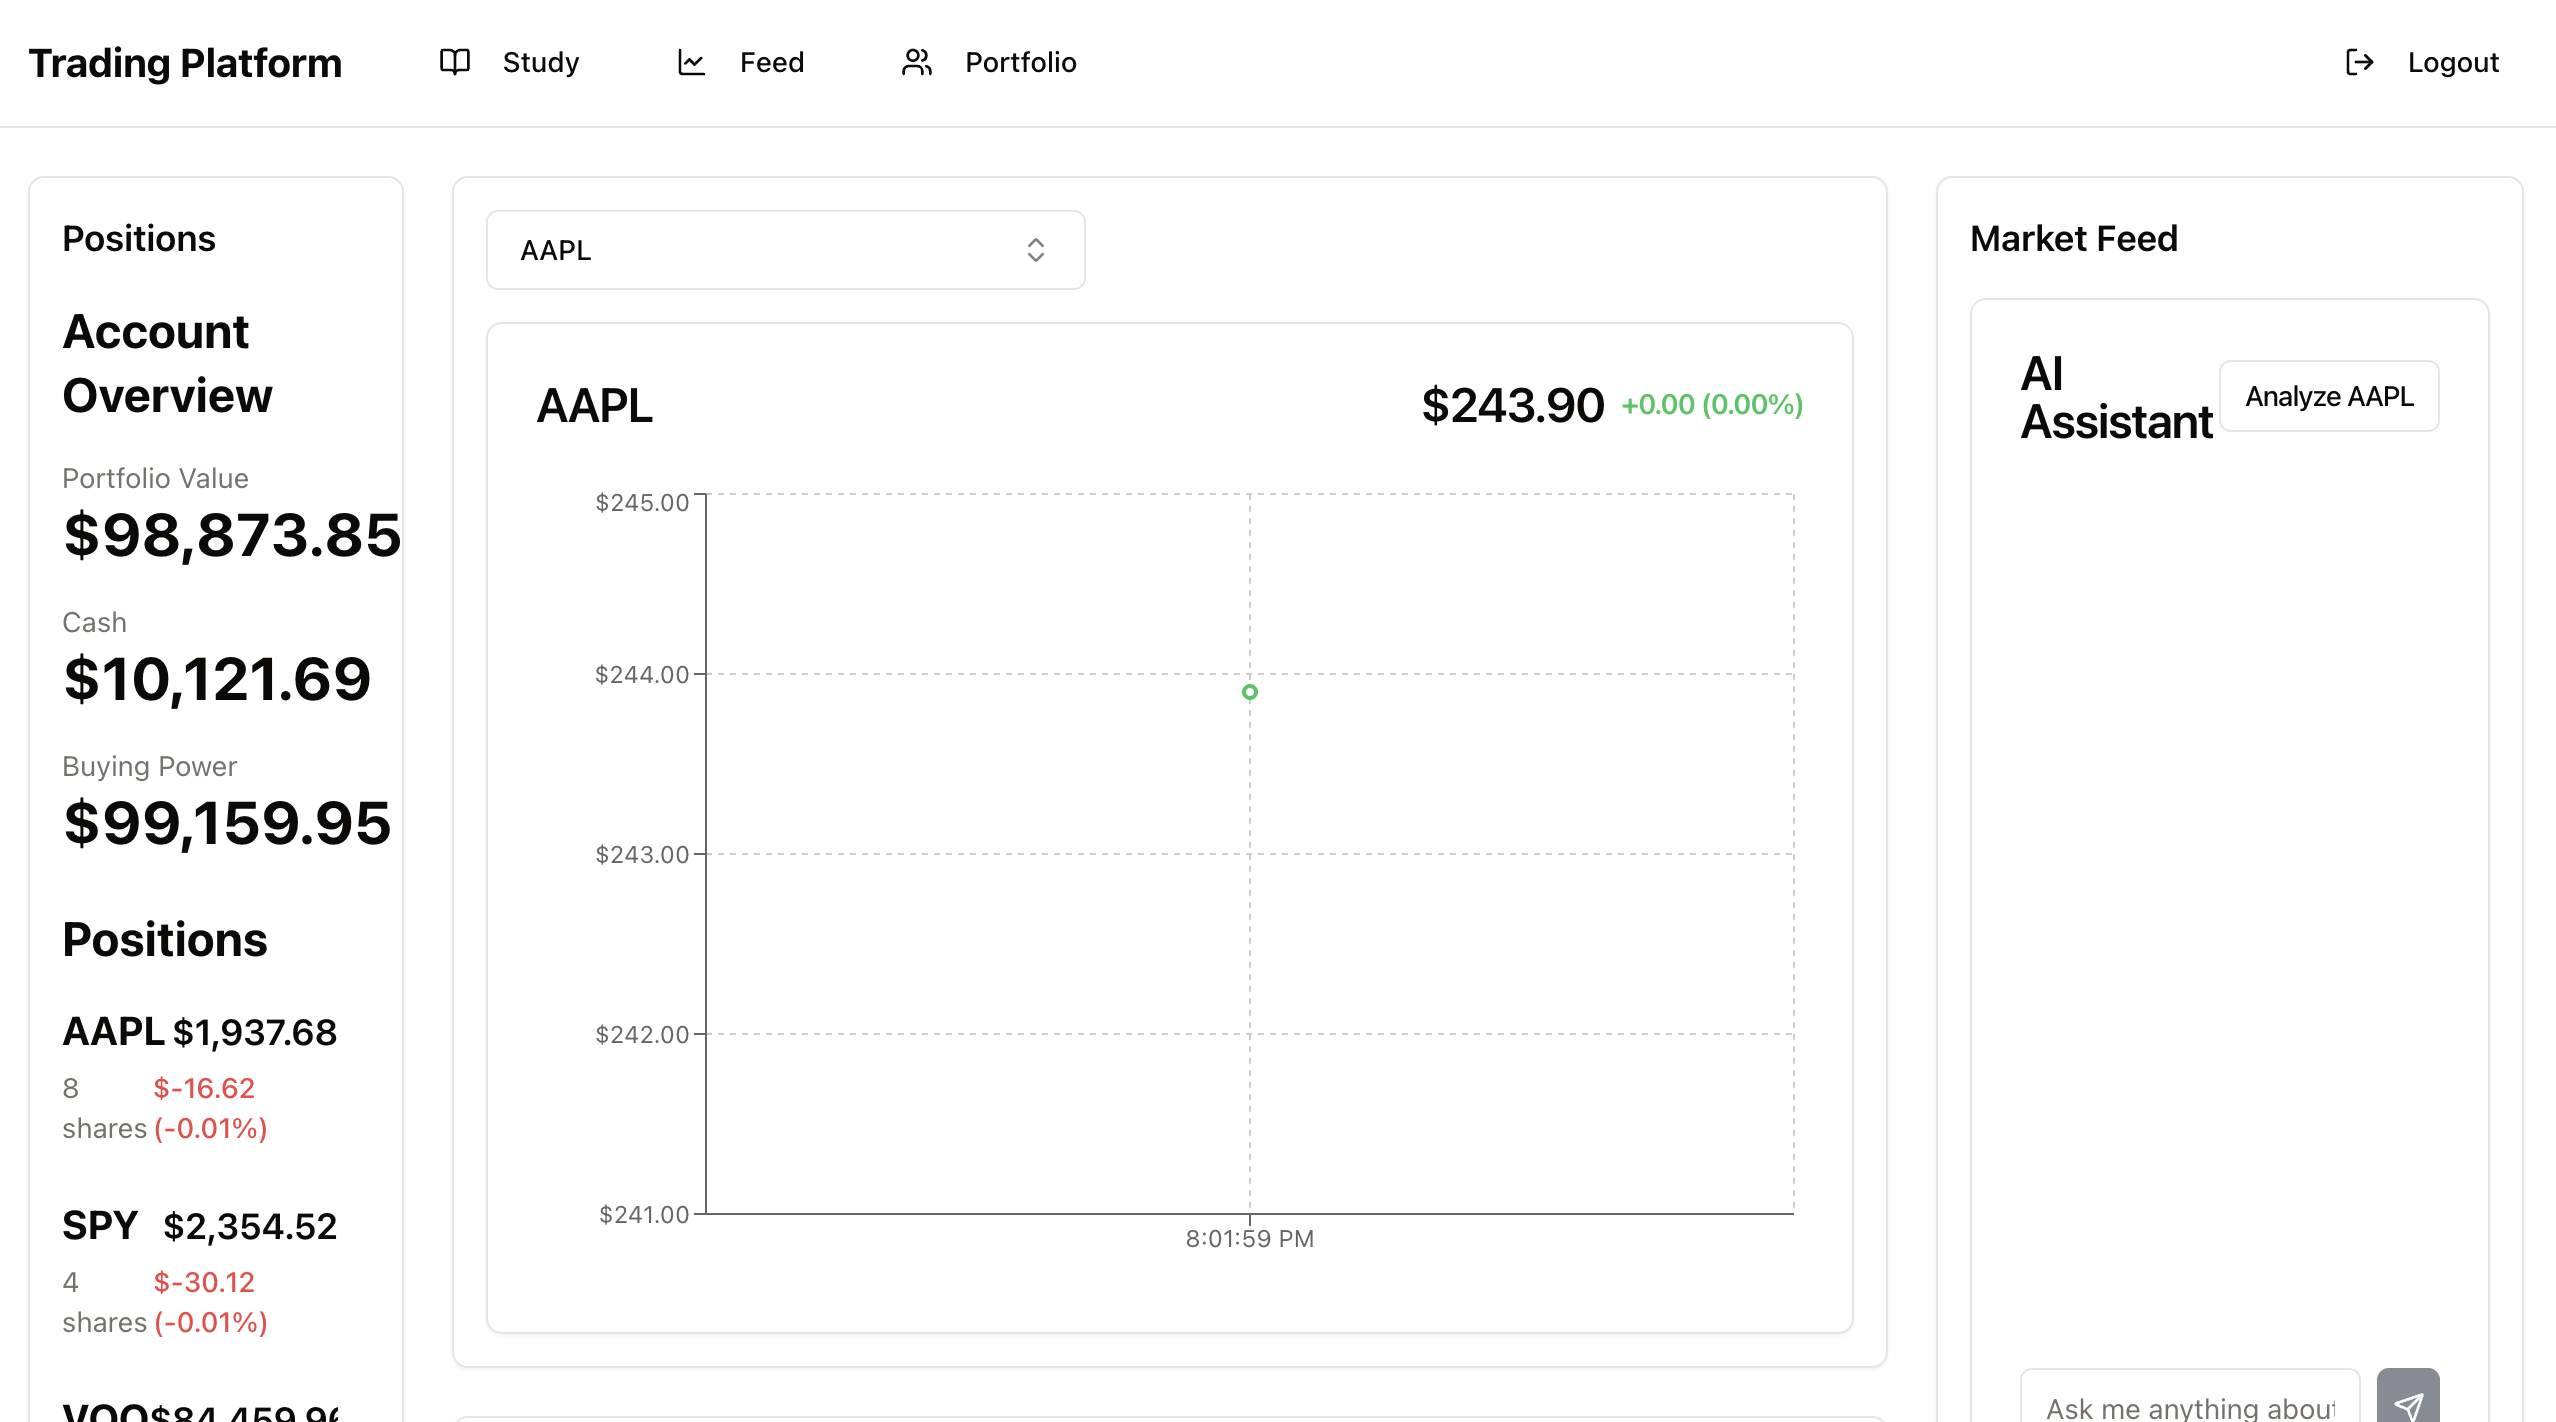 Trading Platform
Study
Feed
Portfolio
Logout
Positions
Account
Overview
Portfolio Value
$98,873.85
Cash
$10,121.69
Buying Power
$99,159.95
Positions
AAPL $1,937.68
8 $-16.62
shares (-0.01%)
SPY $2,354.52
4 $-30.12
shares (-0.01%)
VOO $84,459.96
AAPL
AAPL
$243.90 +0.00 (0.00%)
$245.00
$244.00
$243.00
$242.00
$241.00
8:01:59 PM
Market Feed
AI
Assistant
Analyze AAPL
Ask me anything about